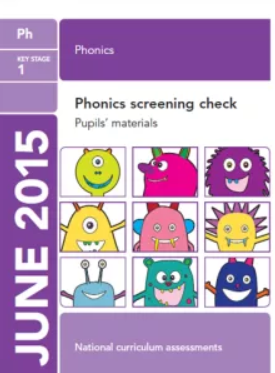 Ph
KEY STAGE
1
Phonics
Phonics screening check
Pupils' materials
JUNE 2015
National curriculum assessments